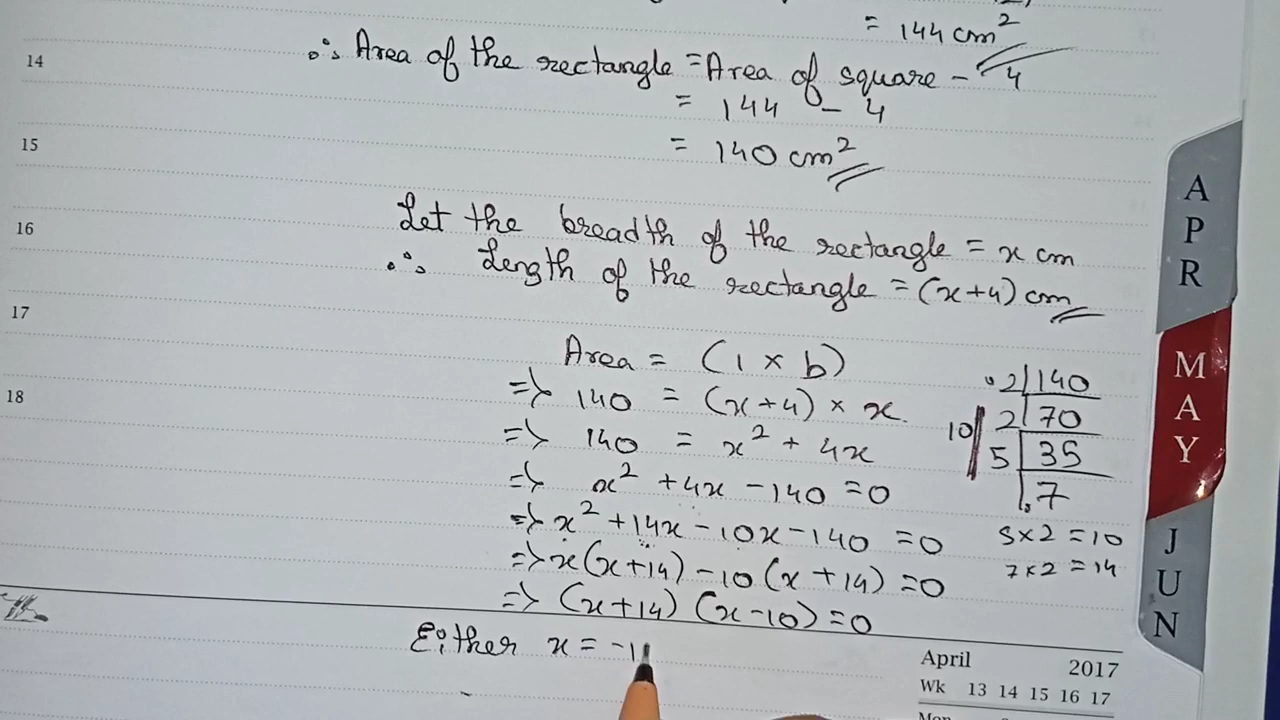 = 144 cm²
14
∴ Area of the rectangle = Area of square - 4
= 144 - 4
15
= 140 cm²
16
Let the breadth of the rectangle = x cm
∴ Length of the rectangle = (x+4) cm
17
Area = (l × b)
18
=> 140 = (x+4) × x.
=> 140 = x² + 4x
=> x² + 4x - 140 = 0
=> x² + 14x - 10x - 140 = 0
=> x(x+14) - 10(x+14) = 0
=> (x+14) (x-10) = 0
Either x = -1
2 140
2 70
5 35
7
10
5 × 2 = 10
7 × 2 = 14
APR
MAY
JUN
April 2017
Wk 13 14 15 16 17